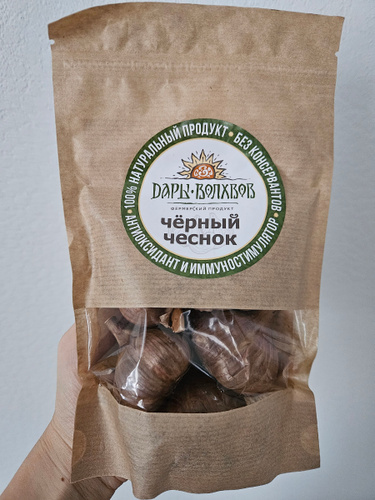 100% НАТУРАЛЬНЫЙ ПРОДУКТ • БЕЗ КОНСЕРВАНТОВ •
ДАРЫ•ВОЛХВОВ
ФЕРМЕРСКИЙ ПРОДУКТ
чёрный
чеснок
АНТИОКСИДАНТ И ИММУНОСТИМУЛЯТОР •